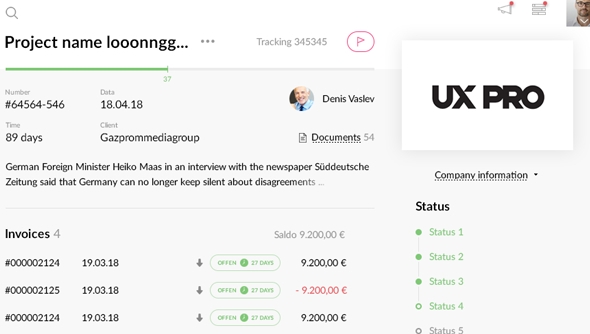 Project name looonngg...
Tracking 345345
37
Number
#64564-546
Data
18.04.18
Denis Vaslev
Time
89 days
Client
Gazprommediagroup
Documents 54
German Foreign Minister Heiko Maas in an interview with the newspaper Süddeutsche
Zeitung said that Germany can no longer keep silent about disagreements ...
Invoices 4
Saldo 9.200,00 €
#000002124 19.03.18 OFFEN 27 DAYS 9.200,00 €
#000002125 19.03.18 OFFEN 27 DAYS - 9.200,00 €
#000002124 19.03.18 OFFEN 27 DAYS 9.200,00 €
UX PRO
Company information
Status
Status 1
Status 2
Status 3
Status 4
Status 5